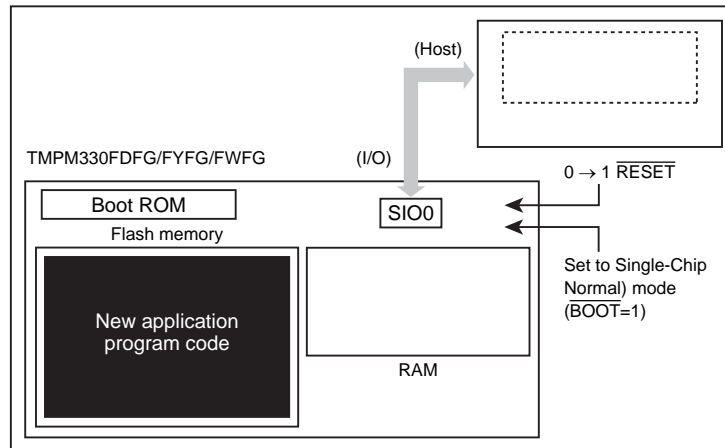 (Host)
TMPM330FDFG/FYFG/FWFG
(I/O)
0 → 1 RESET
Boot ROM
SIO0
Flash memory
Set to Single-Chip
Normal) mode
(BOOT=1)
New application
program code
RAM